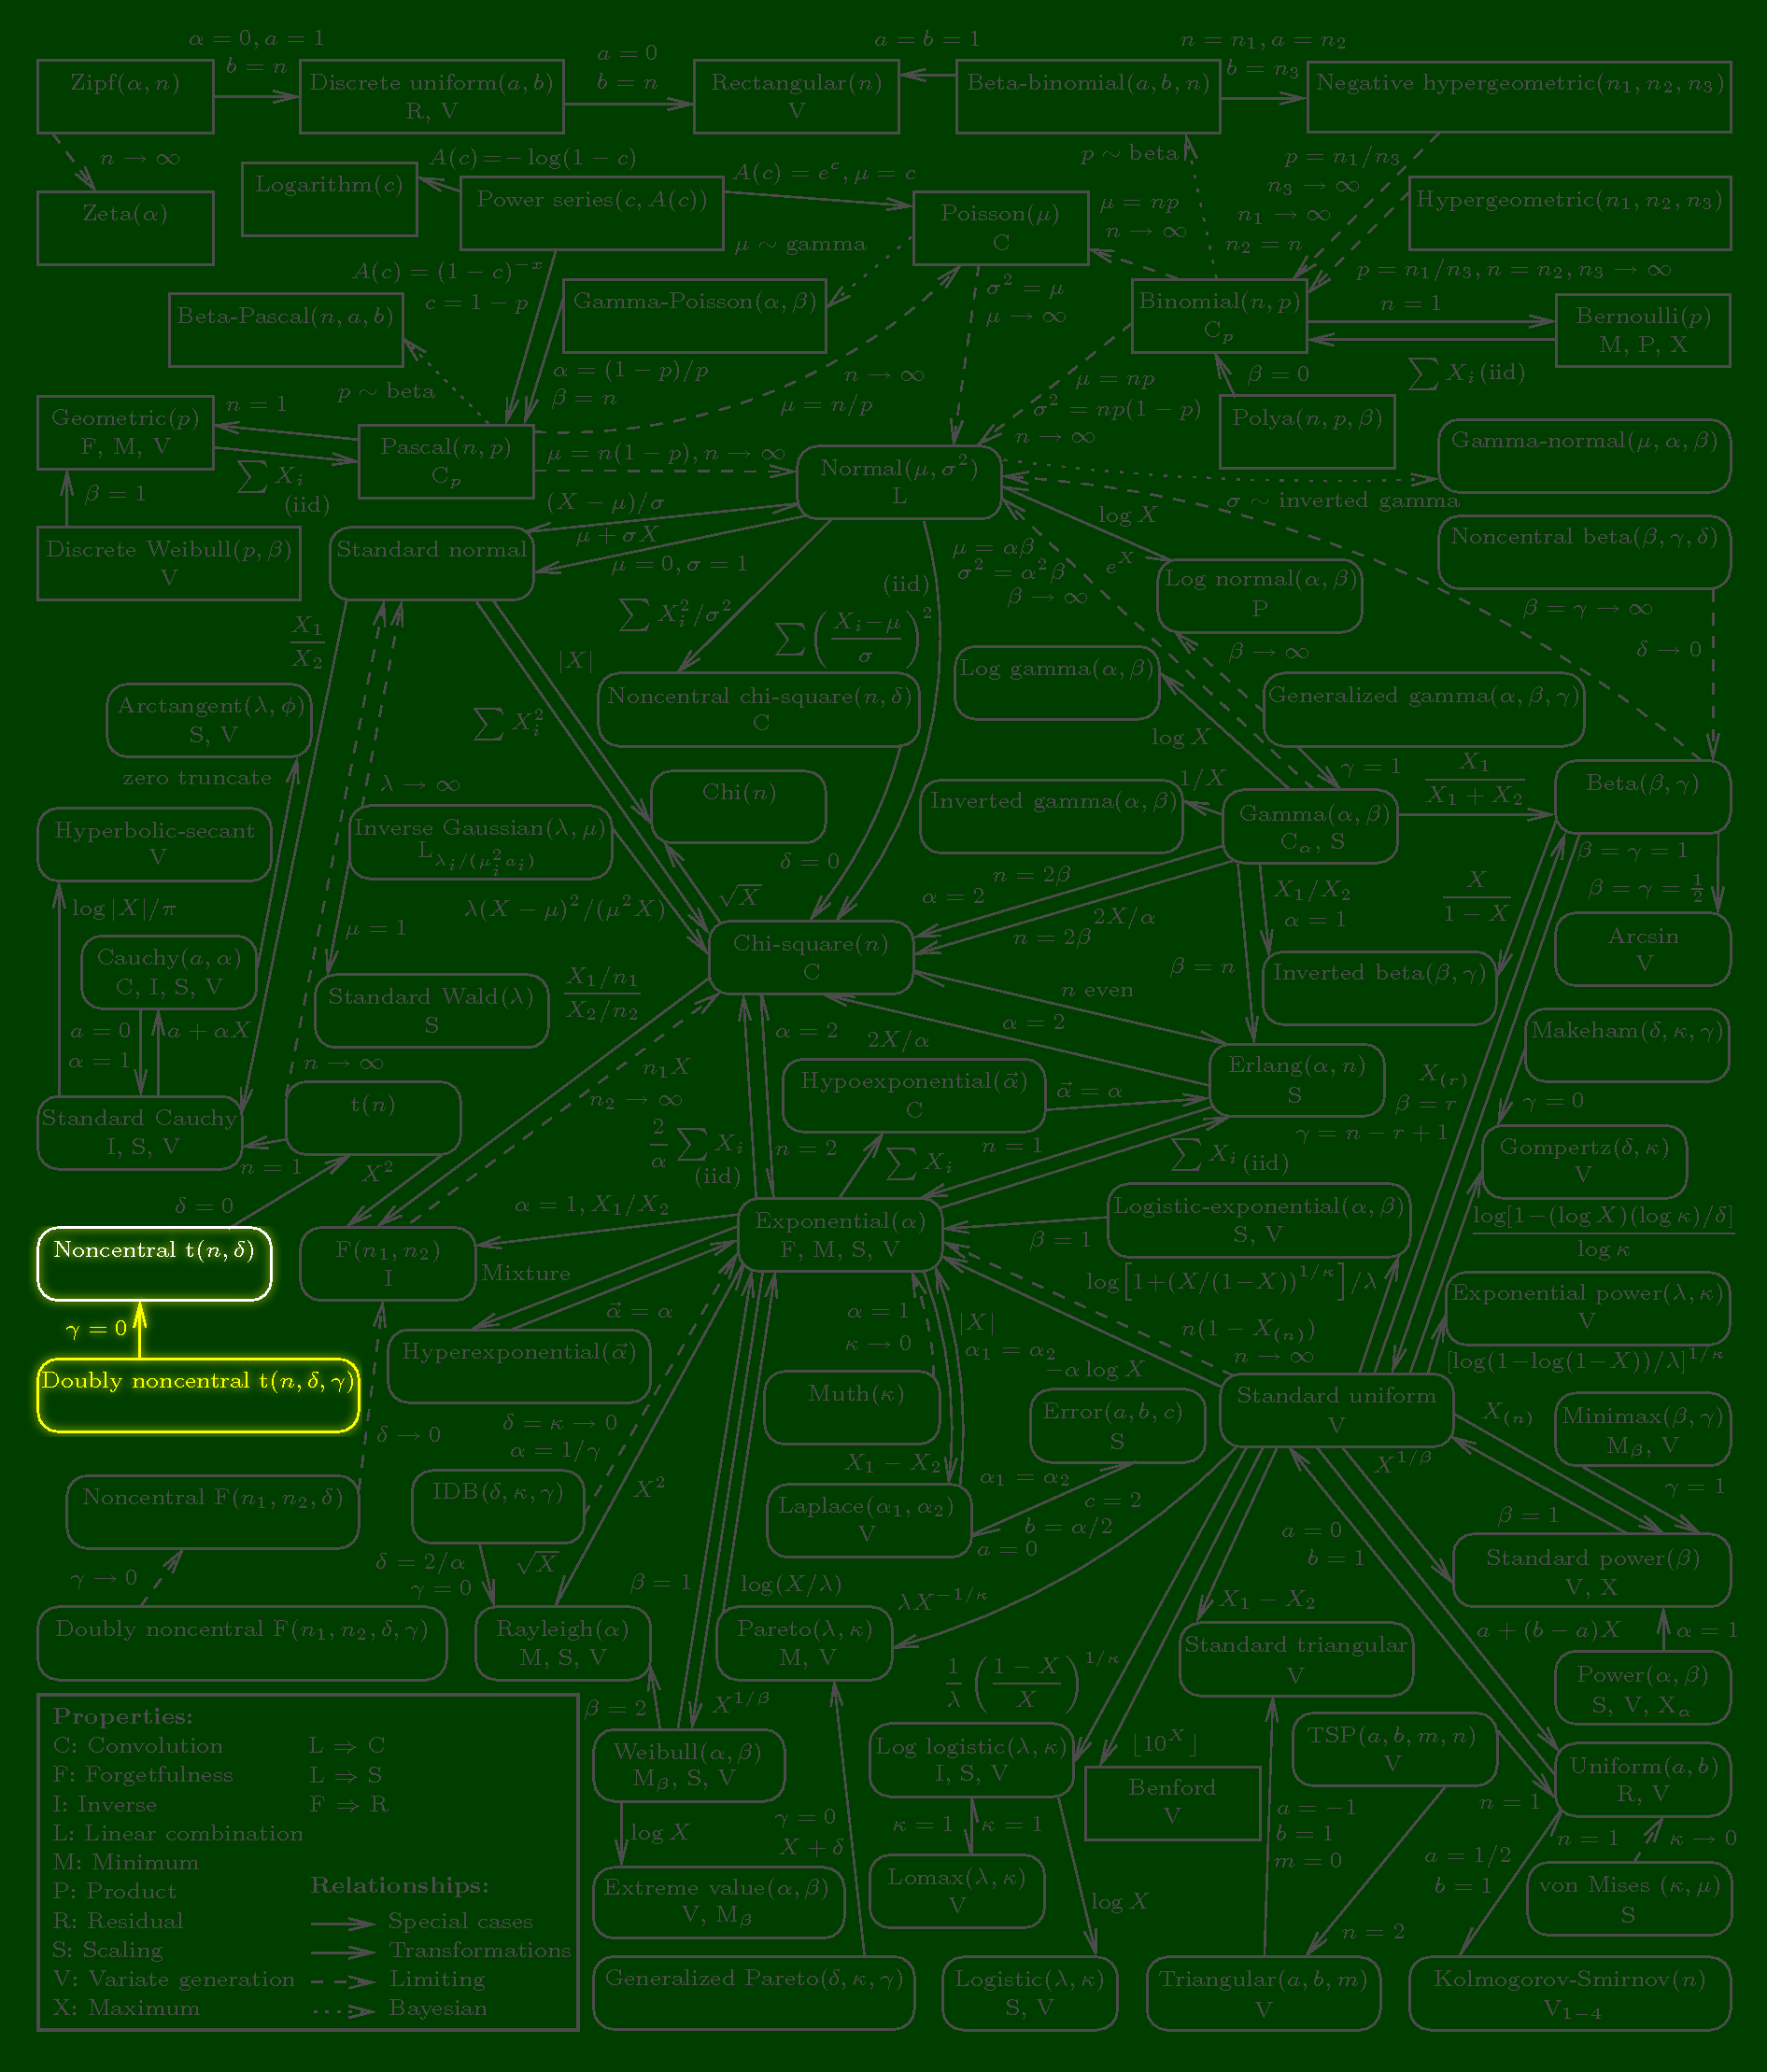 α = 0, a = 1
b = n
a = 0
b = n
a = b = 1
n = n₁, a = n₂
b = n₃
Zipf(α, n)
Discrete uniform(a, b)
R, V
Rectangular(n)
V
Beta-binomial(a, b, n)
Negative hypergeometric(n₁, n₂, n₃)
n → ∞
A(c) = − log(1 − c)
A(c) = eᶜ, μ = c
p ∼ beta
p = n₁/n₃
n₃ → ∞
n₁ → ∞
n₂ = n
Zeta(α)
Logarithm(c)
Power series(c, A(c))
Poisson(μ)
C
μ = np
n → ∞
Hypergeometric(n₁, n₂, n₃)
μ ∼ gamma
p = n₁/n₃, n = n₂, n₃ → ∞
A(c) = (1 − c)⁻ˣ
c = 1 − p
Beta-Pascal(n, a, b)
Gamma-Poisson(α, β)
σ² = μ
μ → ∞
Binomial(n, p)
Cₚ
n = 1
Bernoulli(p)
M, P, X
∑ Xᵢ (iid)
α = (1 − p)/p
β = n
n → ∞
μ = n/p
μ = np
σ² = np(1 − p)
n → ∞
β = 0
Polya(n, p, β)
p ∼ beta
Geometric(p)
F, M, V
n = 1
∑ Xᵢ
(iid)
Pascal(n, p)
Cₚ
μ = n(1 − p), n → ∞
Normal(μ, σ²)
L
Gamma-normal(μ, α, β)
σ ∼ inverted gamma
β = 1
Discrete Weibull(p, β)
V
Standard normal
(X − μ)/σ
μ + σX
μ = 0, σ = 1
log X
eˣ
μ = αβ
σ² = α²β
β → ∞
(iid)
Noncentral beta(β, γ, δ)
Log normal(α, β)
P
β = γ → ∞
δ → 0
∑ Xᵢ²/σ²
∑ ((Xᵢ−μ)/σ)²
X₁/X₂
|X|
∑ Xᵢ²
β → ∞
Log gamma(α, β)
Noncentral chi-square(n, δ)
C
Generalized gamma(α, β, γ)
Arctangent(λ, ϕ)
S, V
log X
zero truncate
λ → ∞
Chi(n)
1/X
γ = 1
X₁/(X₁ + X₂)
Beta(β, γ)
Hyperbolic-secant
V
Inverse Gaussian(λ, μ)
L λᵢ/(μᵢ²aᵢ)
Inverted gamma(α, β)
Gamma(α, β)
C_α, S
δ = 0
β = γ = 1
β = γ = 1/2
log |X|/π
λ(X − μ)²/(μ²X)
√X
n = 2β
α = 2
2X/α
n = 2β
X₁/X₂
α = 1
X/(1 − X)
Arcsin
V
μ = 1
Cauchy(a, α)
C, I, S, V
Chi-square(n)
C
β = n
Inverted beta(β, γ)
Standard Wald(λ)
S
(X₁/n₁)/(X₂/n₂)
n even
α = 2
a = 0
α = 1
a + αX
α = 2
2X/α
Makeham(δ, κ, γ)
n → ∞
n₁X
n₂ → ∞
Hypoexponential(α⃗)
C
α⃗ = α
Erlang(α, n)
S
X₍ᵣ₎
β = r
γ = n − r + 1
γ = 0
Standard Cauchy
I, S, V
t(n)
n = 1
X²
(2/α) ∑ Xᵢ
(iid)
n = 2
∑ Xᵢ
n = 1
∑ Xᵢ (iid)
Gompertz(δ, κ)
V
δ = 0
α = 1, X₁/X₂
Exponential(α)
F, M, S, V
Logistic-exponential(α, β)
S, V
β = 1
log[1−(log X)(log κ)/δ]
log κ
Noncentral t(n, δ)
F(n₁, n₂)
I
Mixture
α⃗ = α
log[1+(X/(1−X))^{1/κ}]/λ
Exponential power(λ, κ)
V
[log(1−log(1−X))/λ]^{1/κ}
γ = 0
Doubly noncentral t(n, δ, γ)
Hyperexponential(α⃗)
α = 1
κ → 0
|X|
α₁ = α₂
n(1 − X₍ₙ₎)
n → ∞
−α log X
Muth(κ)
Error(a, b, c)
S
Standard uniform
V
X₍ₙ₎
Minimax(β, γ)
M_β, V
δ → 0
δ = κ → 0
α = 1/γ
X²
X₁ − X₂
α₁ = α₂
c = 2
b = α/2
a = 0
X^{1/β}
γ = 1
β = 1
Noncentral F(n₁, n₂, δ)
IDB(δ, κ, γ)
Laplace(α₁, α₂)
V
a = 0
b = 1
Standard power(β)
V, X
γ → 0
δ = 2/α
γ = 0
√X
β = 1
log(X/λ)
λX^{−1/κ}
X₁ − X₂
a + (b − a)X
α = 1
Doubly noncentral F(n₁, n₂, δ, γ)
Rayleigh(α)
M, S, V
Pareto(λ, κ)
M, V
Standard triangular
V
Power(α, β)
S, V, X_α
β = 2
X^{1/β}
(1/λ)((1 − X)/X)^{1/κ}
⌊10ˣ⌋
TSP(a, b, m, n)
V
Weibull(α, β)
M_β, S, V
Log logistic(λ, κ)
I, S, V
Benford
V
Uniform(a, b)
R, V
log X
γ = 0
X + δ
κ = 1
κ = 1
a = −1
b = 1
m = 0
n = 1
n = 1
κ → 0
a = 1/2
b = 1
Extreme value(α, β)
V, M_β
Lomax(λ, κ)
V
log X
n = 2
von Mises (κ, μ)
S
Generalized Pareto(δ, κ, γ)
Logistic(λ, κ)
S, V
Triangular(a, b, m)
V
Kolmogorov-Smirnov(n)
V₁₋₄
Properties:
C: Convolution L ⇒ C
F: Forgetfulness L ⇒ S
I: Inverse F ⇒ R
L: Linear combination
M: Minimum
P: Product
R: Residual
S: Scaling
V: Variate generation
X: Maximum
Relationships:
Special cases
Transformations
Limiting
Bayesian